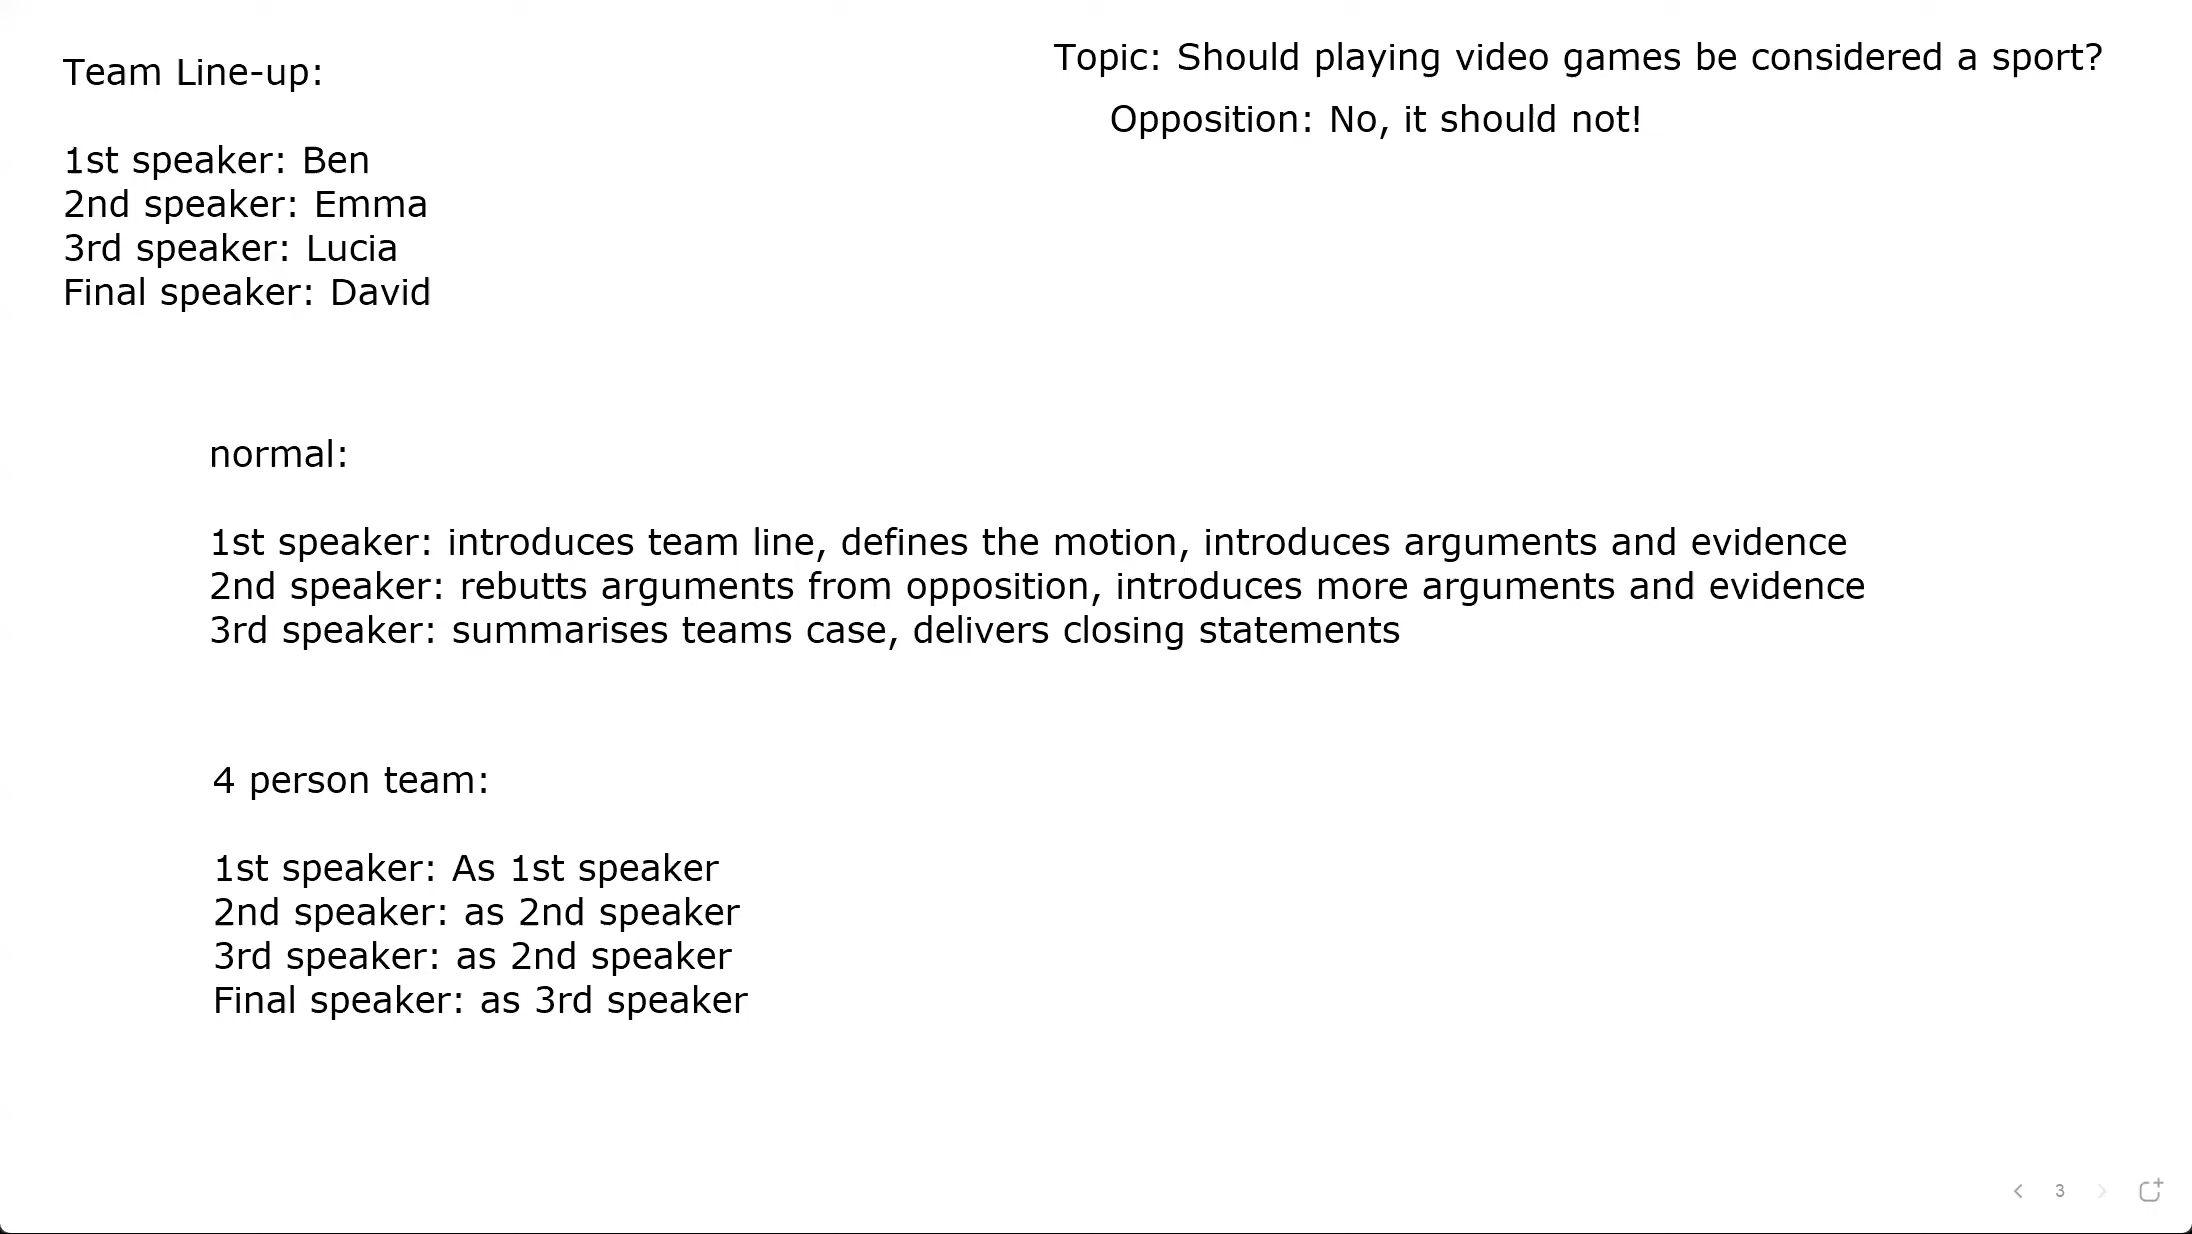 Team Line-up:
1st speaker: Ben
2nd speaker: Emma
3rd speaker: Lucia
Final speaker: David
Topic: Should playing video games be considered a sport?
Opposition: No, it should not!
normal:
1st speaker: introduces team line, defines the motion, introduces arguments and evidence
2nd speaker: rebutts arguments from opposition, introduces more arguments and evidence
3rd speaker: summarises teams case, delivers closing statements
4 person team:
1st speaker: As 1st speaker
2nd speaker: as 2nd speaker
3rd speaker: as 2nd speaker
Final speaker: as 3rd speaker
3